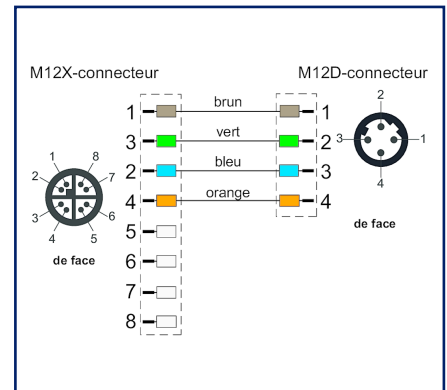 M12X-connecteur
M12D-connecteur
1 brun 1
3 vert 2
2 bleu 3
4 orange 4
5
6
7
8
1 8
2 7
3 6
4 5
de face
2
3 1
4
de face